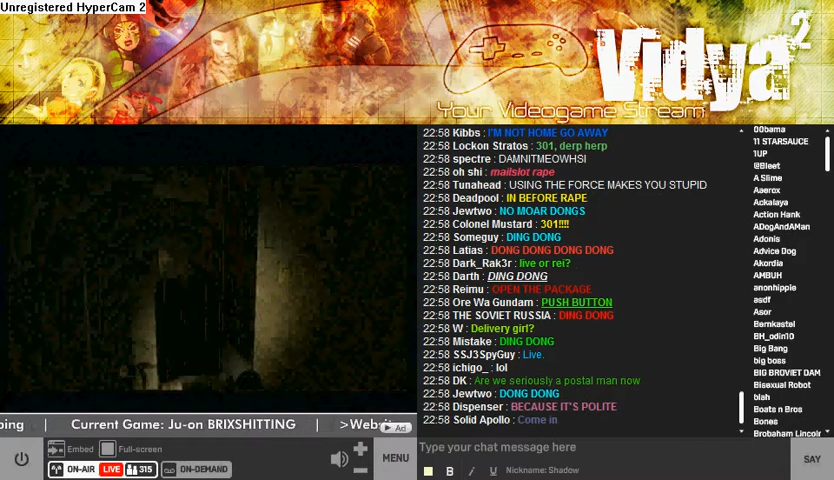 Unregistered HyperCam 2
Vidya²
Your Videogame Stream
22:58 Kibbs : I'M NOT HOME GO AWAY
22:58 Lockon Stratos : 301, derp herp
22:58 spectre : DAMNITMEOWHSI
22:58 oh shi : mailslot rape
22:58 Tunahead : USING THE FORCE MAKES YOU STUPID
22:58 Deadpool : IN BEFORE RAPE
22:58 Jewtwo : NO MOAR DONGS
22:58 Colonel Mustard : 301!!!!
22:58 Someguy : DING DONG
22:58 Latias : DONG DONG DONG DONG
22:58 Dark_Rak3r : live or rei?
22:58 Darth : DING DONG
22:58 Reimu : OPEN THE PACKAGE
22:58 Ore Wa Gundam : PUSH BUTTON
22:58 THE SOVIET RUSSIA : DING DONG
22:58 W : Delivery girl?
22:58 Mistake : DING DONG
22:58 SSJ3SpyGuy : Live.
22:58 ichigo_ : lol
22:58 DK : Are we seriously a postal man now
22:58 Jewtwo : DONG DONG
22:58 Dispenser : BECAUSE IT'S POLITE
22:58 Solid Apollo : Come in
00bama
11 STARSAUCE
1UP
@Bleet
A Slime
Aaerox
Ackalaya
Action Hank
ADogAndAMan
Adonis
Advice Dog
Akordia
AMBUH
anonhippie
asdf
Asor
Bernkastel
BH_odin10
Big Bang
big boss
BIG BROVIET DAM
Bisexual Robot
blah
Boats n Bros
Bones
Brobaham Lincoln
ping | Current Game: Ju-on BRIXSHITTING | >Websit
Ad
Embed Full-screen
ON-AIR LIVE 315 ON-DEMAND
MENU
Type your chat message here
B I U Nickname: Shadow
SAY